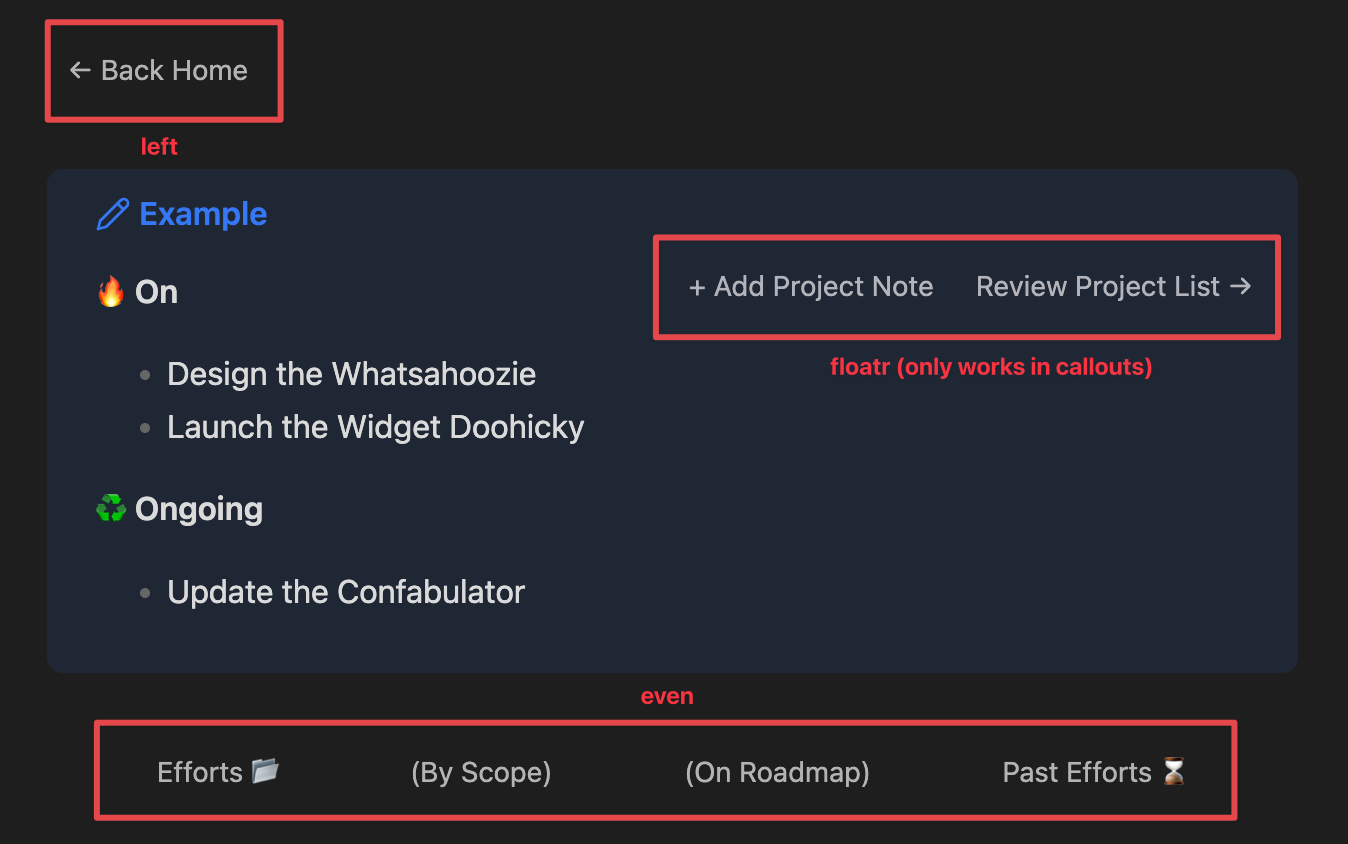 ← Back Home
left
Example
🔥 On
+ Add Project Note Review Project List →
floatr (only works in callouts)
• Design the Whatsahoozie
• Launch the Widget Doohicky
♻️ Ongoing
• Update the Confabulator
even
Efforts 📂 (By Scope) (On Roadmap) Past Efforts ⏳